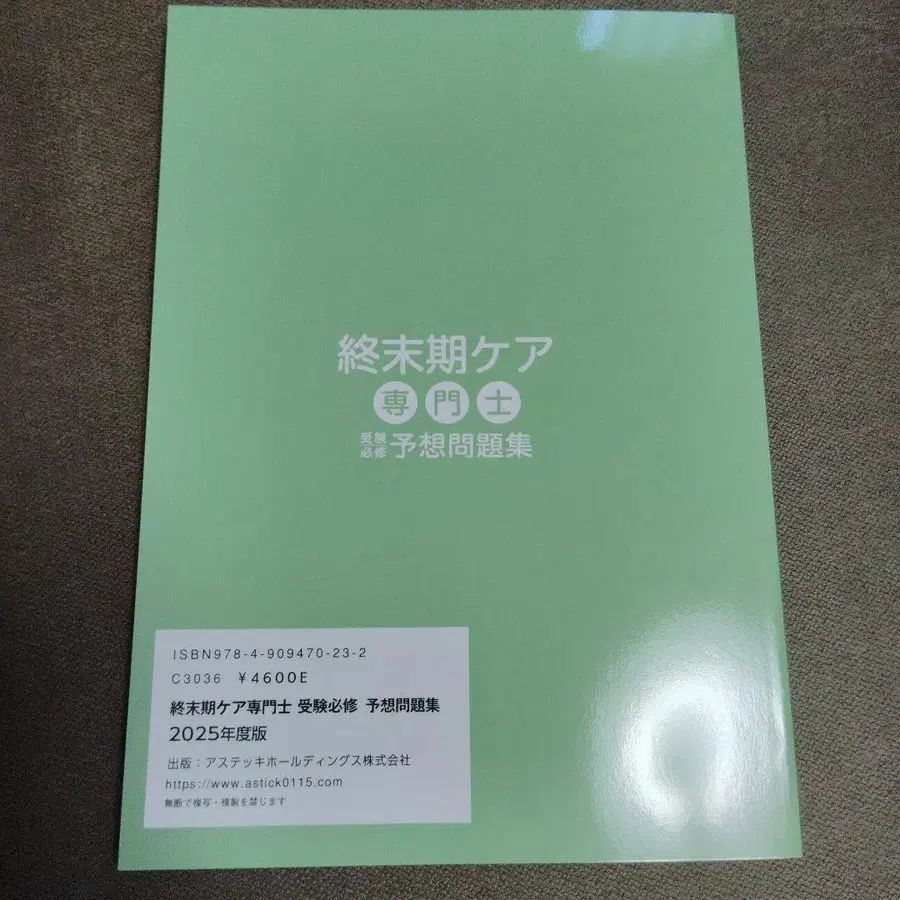 終末期ケア
専門士
受験必修 予想問題集
ISBN978-4-909470-23-2
C3036 ¥4600E
終末期ケア専門士 受験必修 予想問題集
2025年度版
出版：アステッキホールディングス株式会社
https://www.astick0115.com
無断で複写・複製を禁じます